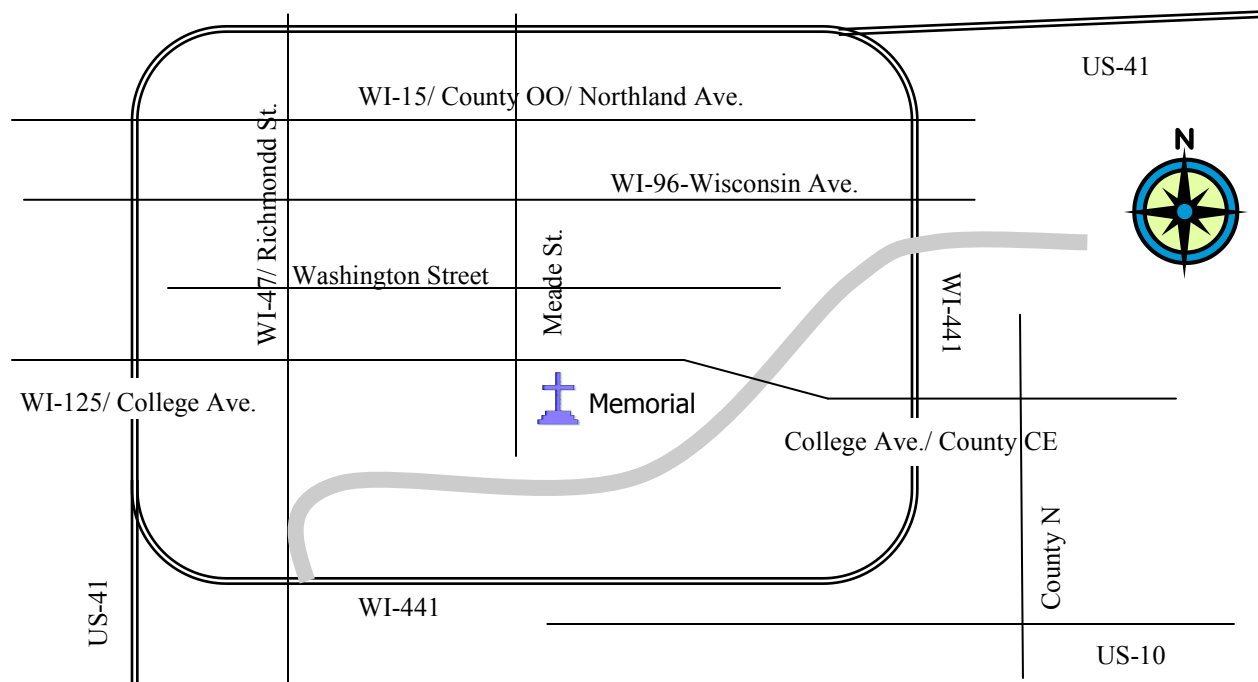 US-41
WI-15/ County OO/ Northland Ave.
N
WI-47/ Richmondd St.
WI-96-Wisconsin Ave.
Meade St.
Washington Street
WI-441
WI-125/ College Ave.
Memorial
College Ave./ County CE
County N
US-41
WI-441
US-10